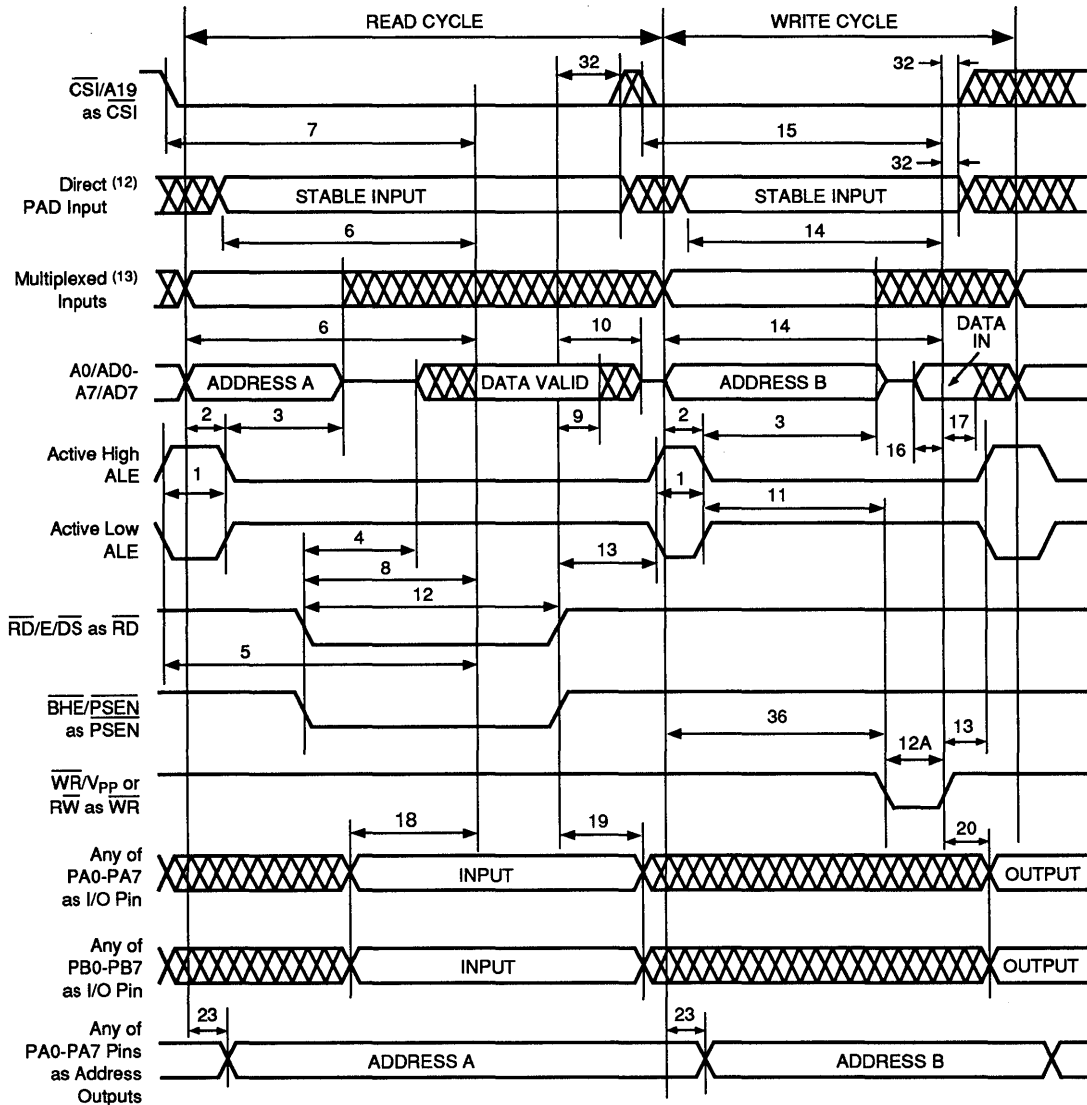 READ CYCLE
WRITE CYCLE
32
32
CSI/A19
as CSI
7
15
32
Direct (12)
PAD Input
STABLE INPUT
STABLE INPUT
6
14
Multiplexed (13)
Inputs
6
10
14
DATA
IN
A0/AD0-
A7/AD7
ADDRESS A
DATA VALID
ADDRESS B
2
3
9
2
3
16
17
Active High
ALE
1
1
11
Active Low
ALE
4
13
8
12
RD/E/DS as RD
5
BHE/PSEN
as PSEN
36
12A
13
WR/VPP or
RW as WR
18
19
20
Any of
PA0-PA7
as I/O Pin
INPUT
OUTPUT
Any of
PB0-PB7
as I/O Pin
INPUT
OUTPUT
23
23
Any of
PA0-PA7 Pins
as Address
Outputs
ADDRESS A
ADDRESS B